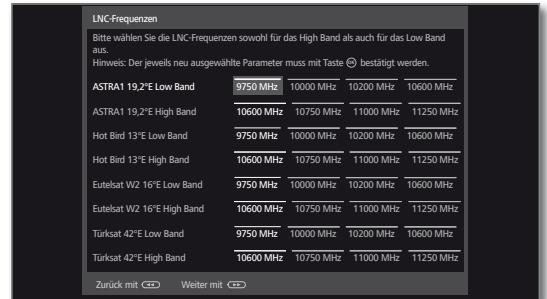 LNC-Frequenzen
Bitte wählen Sie die LNC-Frequenzen sowohl für das High Band als auch für das Low Band
aus.
Hinweis: Der jeweils neu ausgewählte Parameter muss mit Taste OK bestätigt werden.
ASTRA1 19,2°E Low Band 9750 MHz 10000 MHz 10200 MHz 10600 MHz
ASTRA1 19,2°E High Band 10600 MHz 10750 MHz 11000 MHz 11250 MHz
Hot Bird 13°E Low Band 9750 MHz 10000 MHz 10200 MHz 10600 MHz
Hot Bird 13°E High Band 10600 MHz 10750 MHz 11000 MHz 11250 MHz
Eutelsat W2 16°E Low Band 9750 MHz 10000 MHz 10200 MHz 10600 MHz
Eutelsat W2 16°E High Band 10600 MHz 10750 MHz 11000 MHz 11250 MHz
Türksat 42°E Low Band 9750 MHz 10000 MHz 10200 MHz 10600 MHz
Türksat 42°E High Band 10600 MHz 10750 MHz 11000 MHz 11250 MHz
Zurück mit Weiter mit